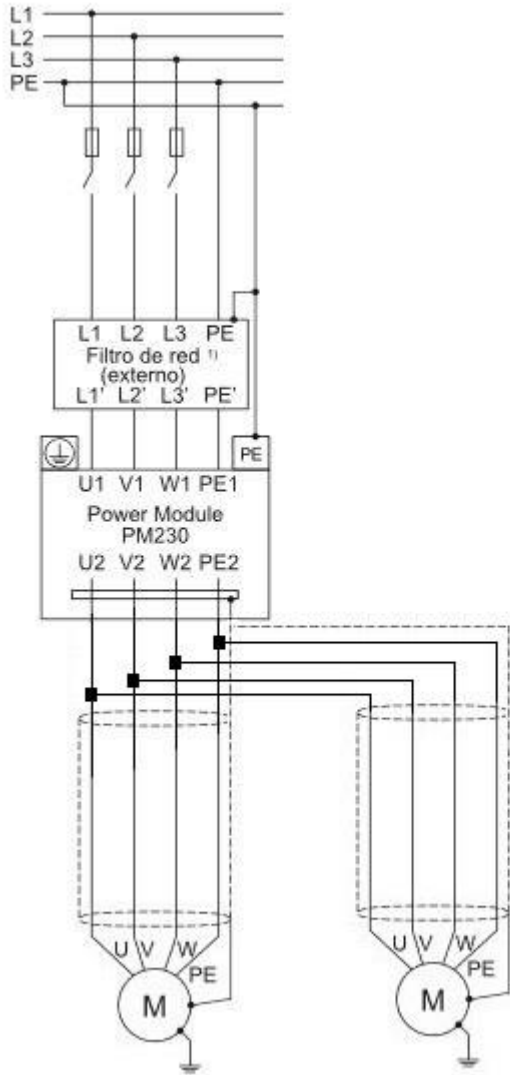 L1
L2
L3
PE
L1 L2 L3 PE
Filtro de red 1)
(externo)
L1' L2' L3' PE'
PE
U1 V1 W1 PE1
Power Module
PM230
U2 V2 W2 PE2
U V W
PE
M
U V W
PE
M